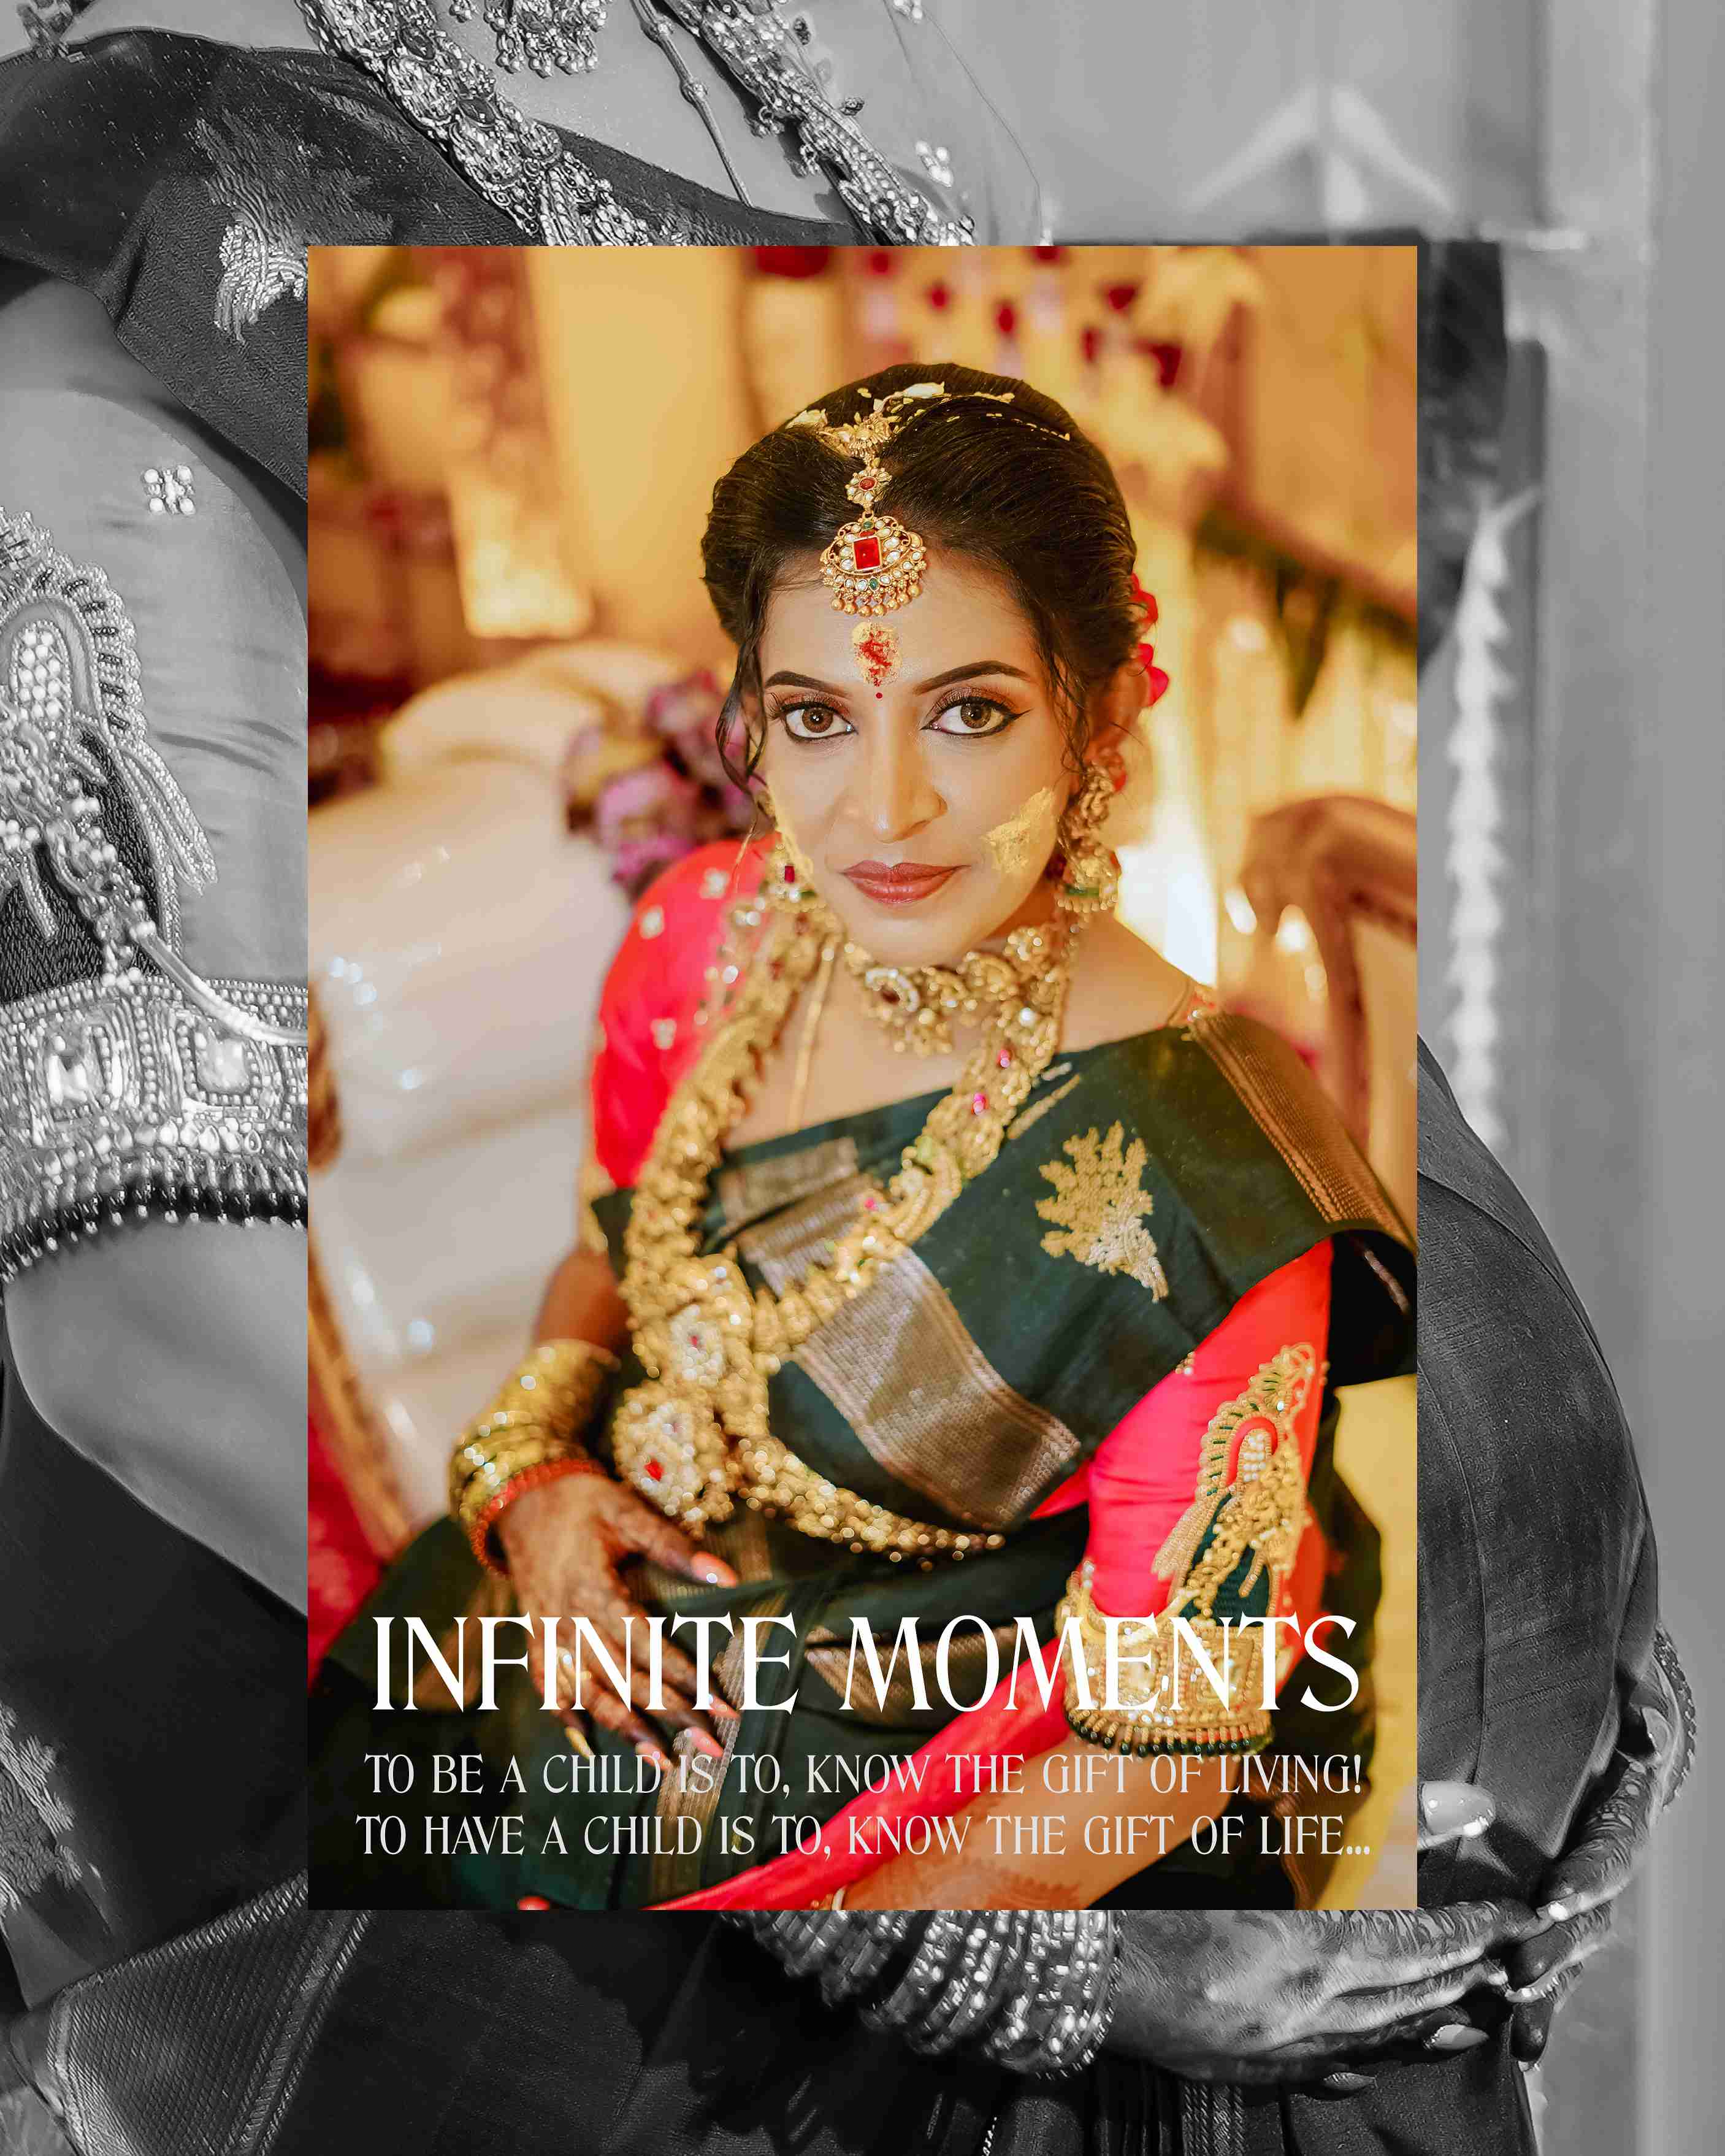 INFINITE MOMENTS
TO BE A CHILD IS TO, KNOW THE GIFT OF LIVING!
TO HAVE A CHILD IS TO, KNOW THE GIFT OF LIFE...